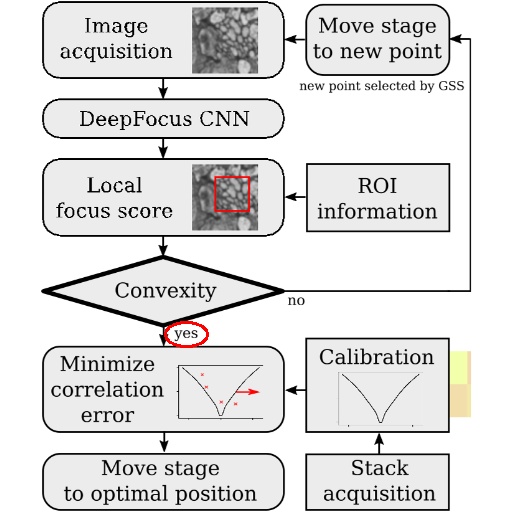 Image
acquisition
Move stage
to new point
new point selected by GSS
DeepFocus CNN
Local
focus score
ROI
information
Convexity
no
yes
Minimize
correlation
error
Calibration
Move stage
to optimal position
Stack
acquisition